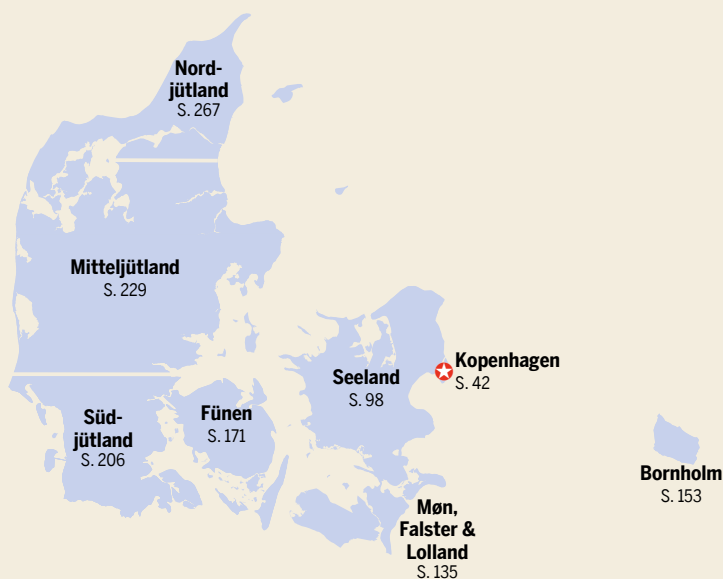 Nord-
jütland
S. 267
Mitteljütland
S. 229
Kopenhagen
S. 42
Seeland
S. 98
Süd-
jütland
S. 206
Fünen
S. 171
Bornholm
S. 153
Møn,
Falster &
Lolland
S. 135